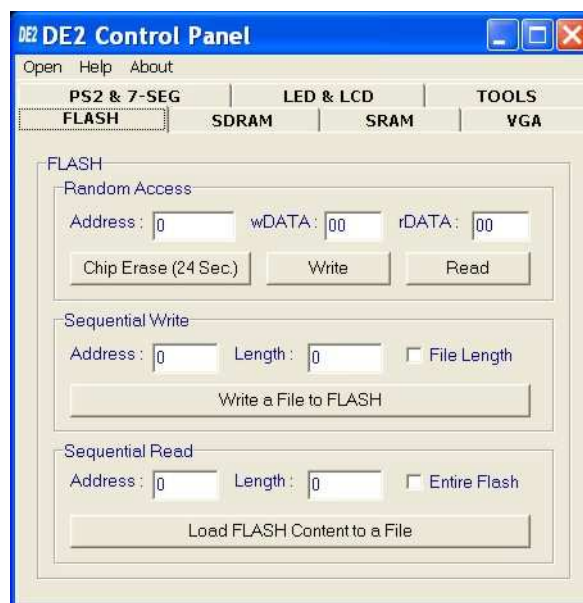 DE2 DE2 Control Panel
Open Help About
PS2 & 7-SEG LED & LCD TOOLS
FLASH SDRAM SRAM VGA
FLASH
Random Access
Address : 0 wDATA : 00 rDATA : 00
Chip Erase (24 Sec.) Write Read
Sequential Write
Address : 0 Length : 0 File Length
Write a File to FLASH
Sequential Read
Address : 0 Length : 0 Entire Flash
Load FLASH Content to a File